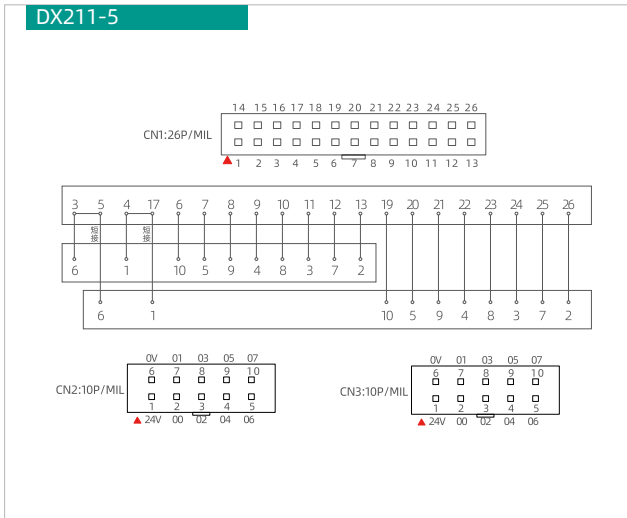 DX211-5
14 15 16 17 18 19 20 21 22 23 24 25 26
CN1:26P/MIL
1 2 3 4 5 6 7 8 9 10 11 12 13
3 5 4 17 6 7 8 9 10 11 12 13 19 20 21 22 23 24 25 26
短接 短接
6 1 10 5 9 4 8 3 7 2
6 1 10 5 9 4 8 3 7 2
0V 01 03 05 07
6 7 8 9 10
CN2:10P/MIL
1 2 3 4 5
24V 00 02 04 06
0V 01 03 05 07
6 7 8 9 10
CN3:10P/MIL
1 2 3 4 5
24V 00 02 04 06